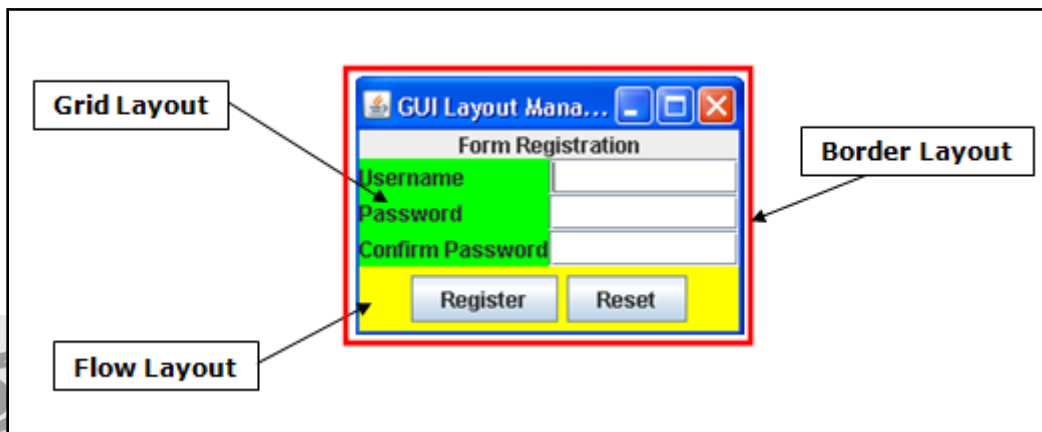 Grid Layout
GUI Layout Mana...
Form Registration
Border Layout
Username
Password
Confirm Password
Register Reset
Flow Layout